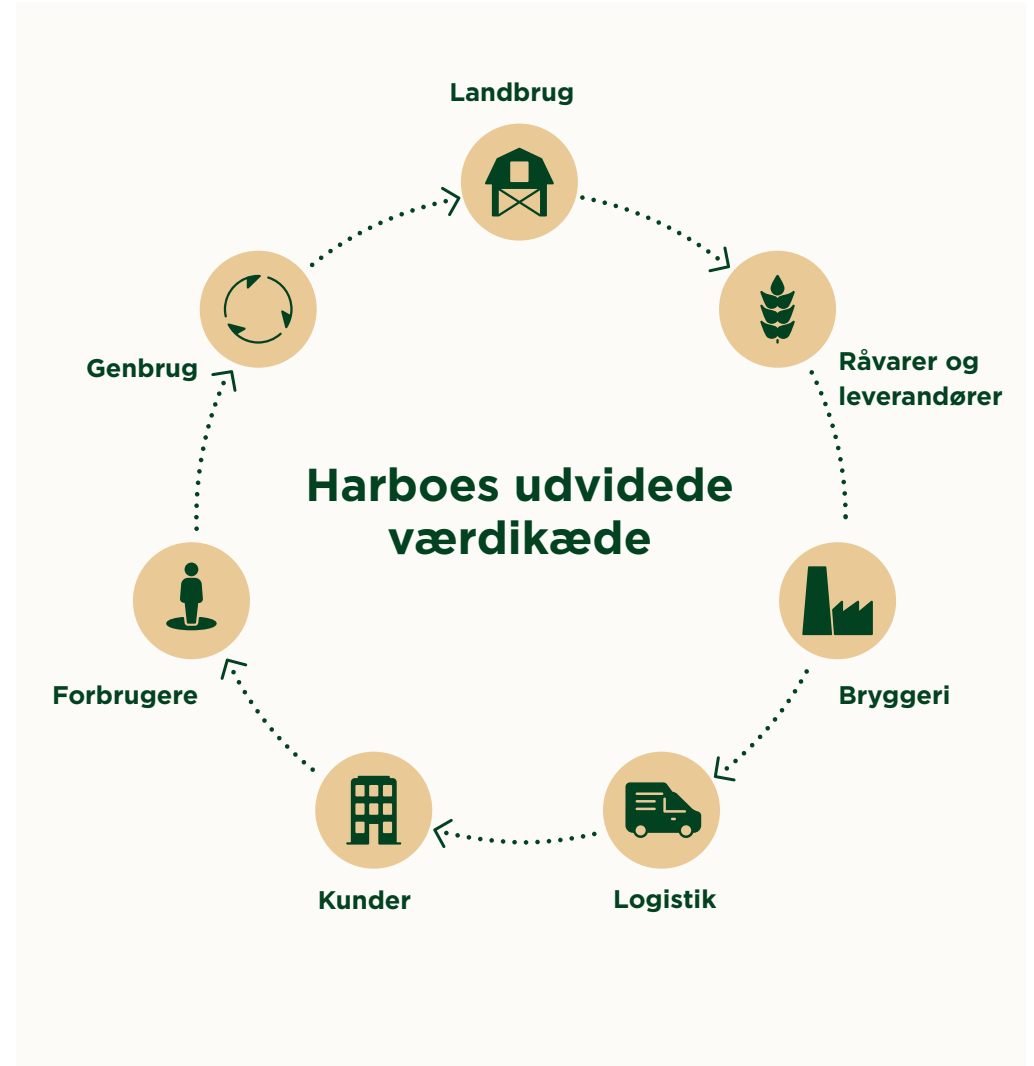 Landbrug
Genbrug
Råvarer og
leverandører
Harboes udvidede
værdikæde
Forbrugere
Bryggeri
Kunder
Logistik